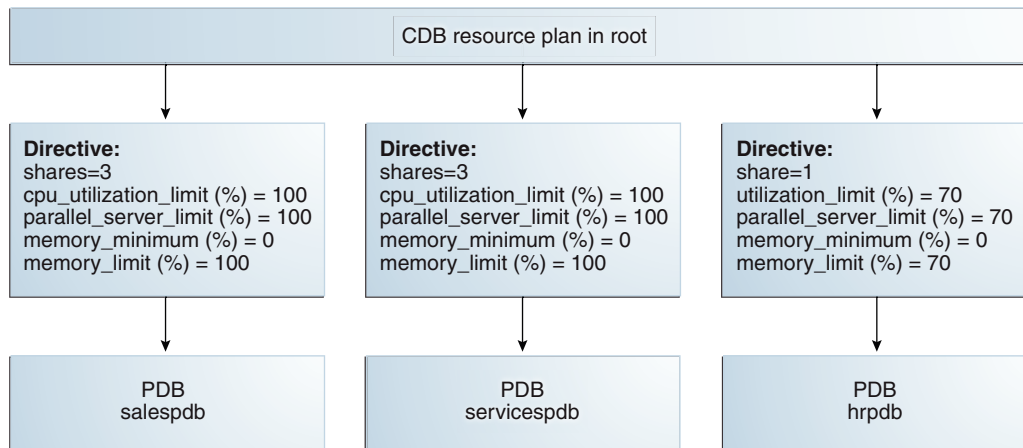 CDB resource plan in root
Directive:
shares=3
cpu_utilization_limit (%) = 100
parallel_server_limit (%) = 100
memory_minimum (%) = 0
memory_limit (%) = 100
Directive:
shares=3
cpu_utilization_limit (%) = 100
parallel_server_limit (%) = 100
memory_minimum (%) = 0
memory_limit (%) = 100
Directive:
share=1
utilization_limit (%) = 70
parallel_server_limit (%) = 70
memory_minimum (%) = 0
memory_limit (%) = 70
PDB
salespdb
PDB
servicespdb
PDB
hrpdb